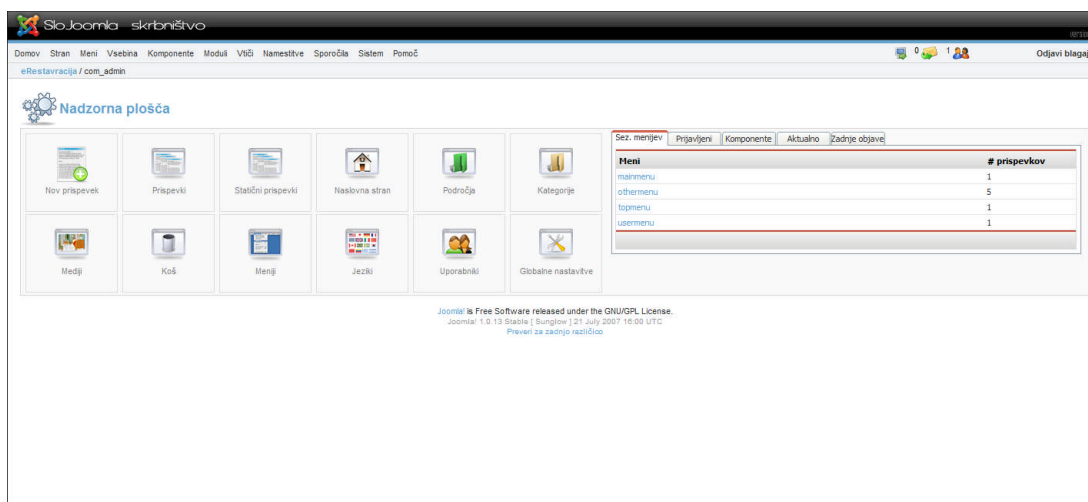 SloJoomla skrbništvo
Domov Stran Meni Vsebina Komponente Moduli Vtiči Namestitve Sporočila Sistem Pomoč 0 1 Odjavi blagaj
eRestavracija / com_admin
Nadzorna plošča
Nov prispevek Prispevki Statični prispevki Naslovna stran Področja Kategorije
Mediji Koš Meniji Jeziki Uporabniki Globalne nastavitve
Sez. menijev Prijavljeni Komponente Aktualno Zadnje objave
Meni # prispevkov
mainmenu 1
othermenu 5
topmenu 1
usermenu 1
Joomla! is Free Software released under the GNU/GPL License.
Joomla! 1.0.13 Stable [ Sunglow ] 21 July 2007 16:00 UTC
Preveri za zadnjo različico